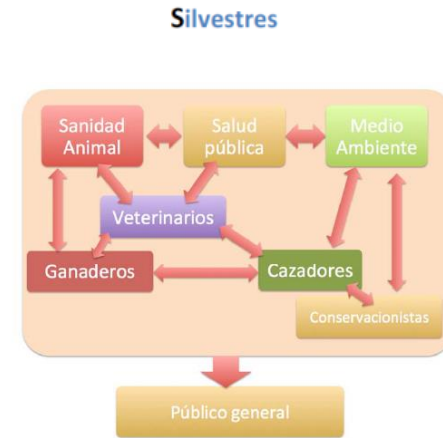 Silvestres
Sanidad
Animal
Salud
pública
Medio
Ambiente
Veterinarios
Ganaderos
Cazadores
Conservacionistas
Público general